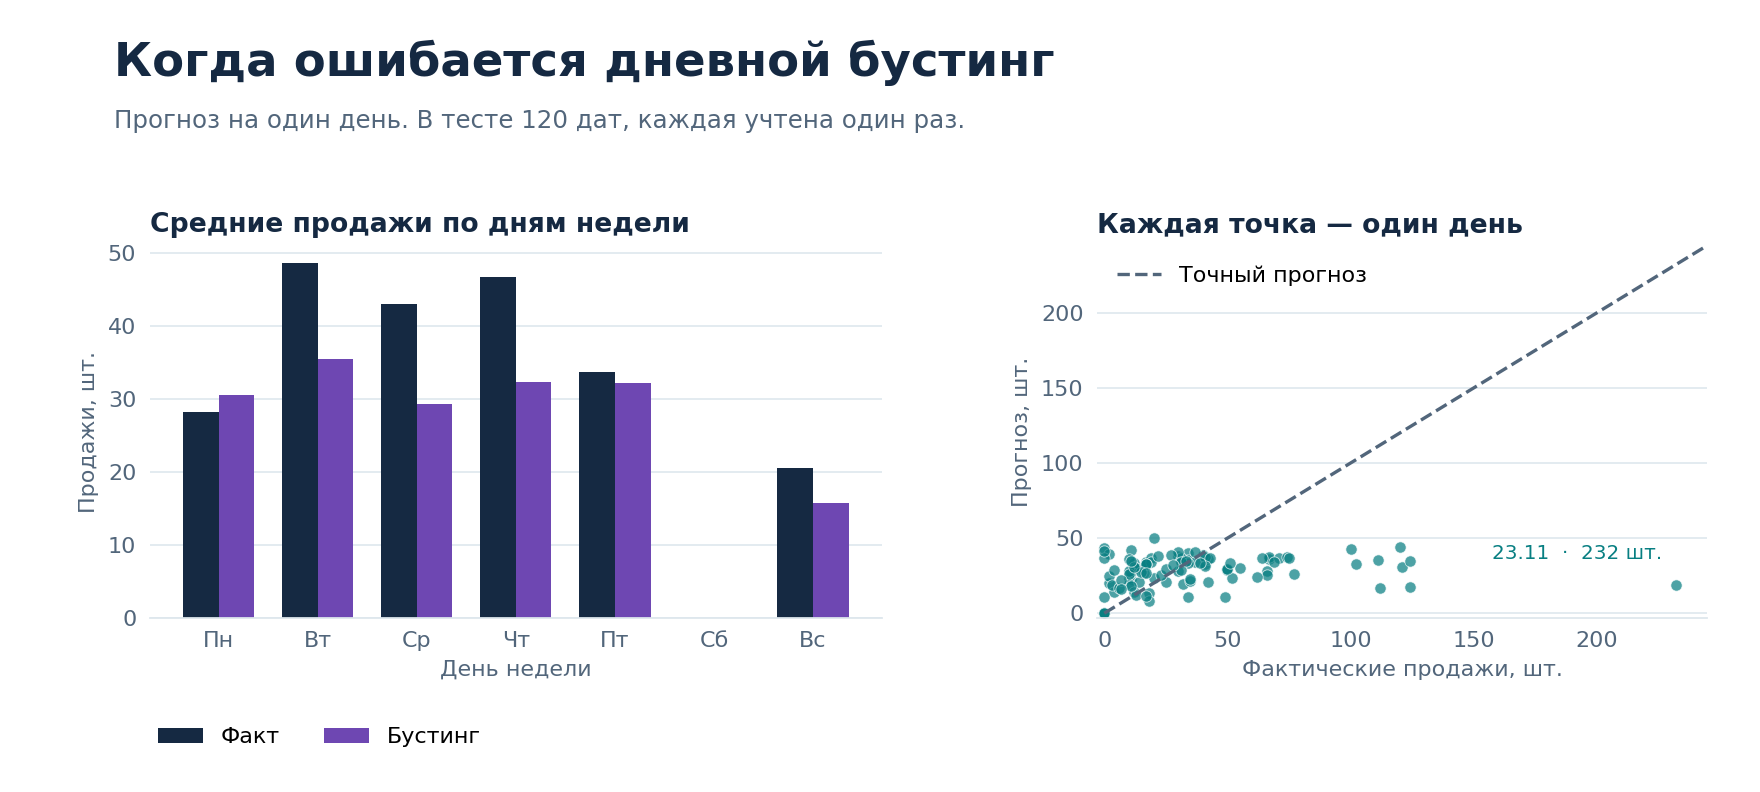 Когда ошибается дневной бустинг
Прогноз на один день. В тесте 120 дат, каждая учтена один раз.
Средние продажи по дням недели
50
40
30
20
10
0
Продажи, шт.
Пн Вт Ср Чт Пт Сб Вс
День недели
Факт Бустинг
Каждая точка — один день
Точный прогноз
200
150
100
50
0
Прогноз, шт.
23.11 · 232 шт.
0 50 100 150 200
Фактические продажи, шт.